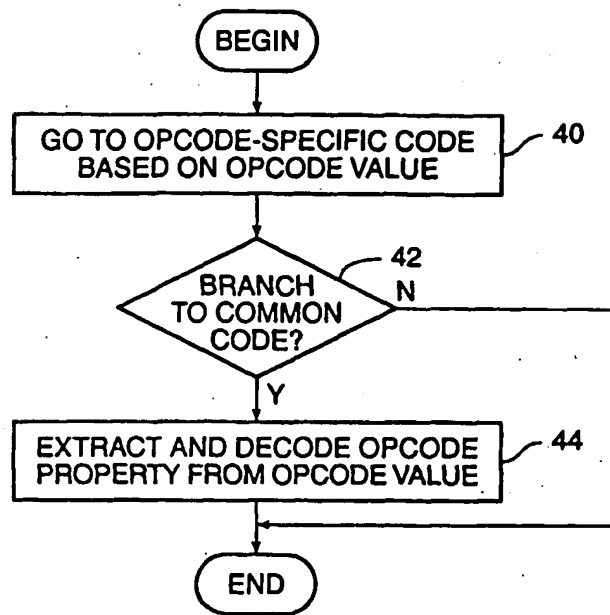 BEGIN
GO TO OPCODE-SPECIFIC CODE
BASED ON OPCODE VALUE
40
42
BRANCH
TO COMMON
CODE?
N
Y
EXTRACT AND DECODE OPCODE
PROPERTY FROM OPCODE VALUE
44
END